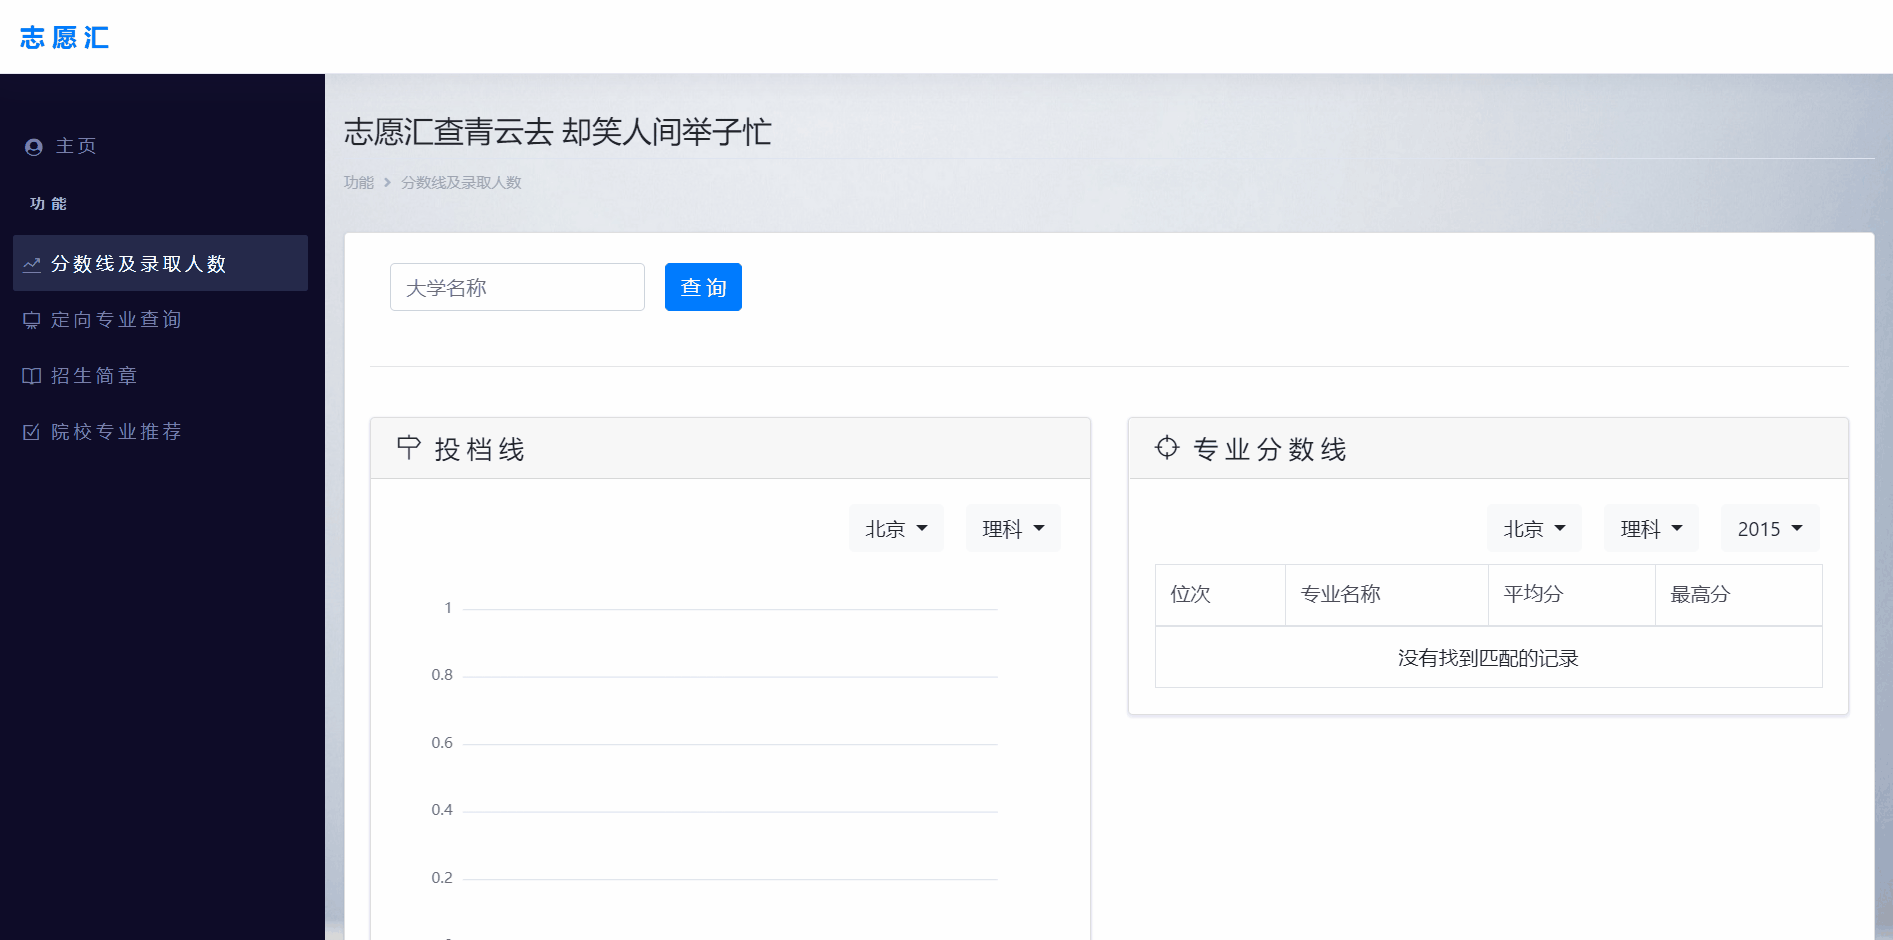 志愿汇
主页
功能
分数线及录取人数
定向专业查询
招生简章
院校专业推荐
志愿汇查青云去 却笑人间举子忙
功能 分数线及录取人数
大学名称 查询
投档线
北京 理科
1
0.8
0.6
0.4
0.2
专业分数线
北京 理科 2015
位次 专业名称 平均分 最高分
没有找到匹配的记录